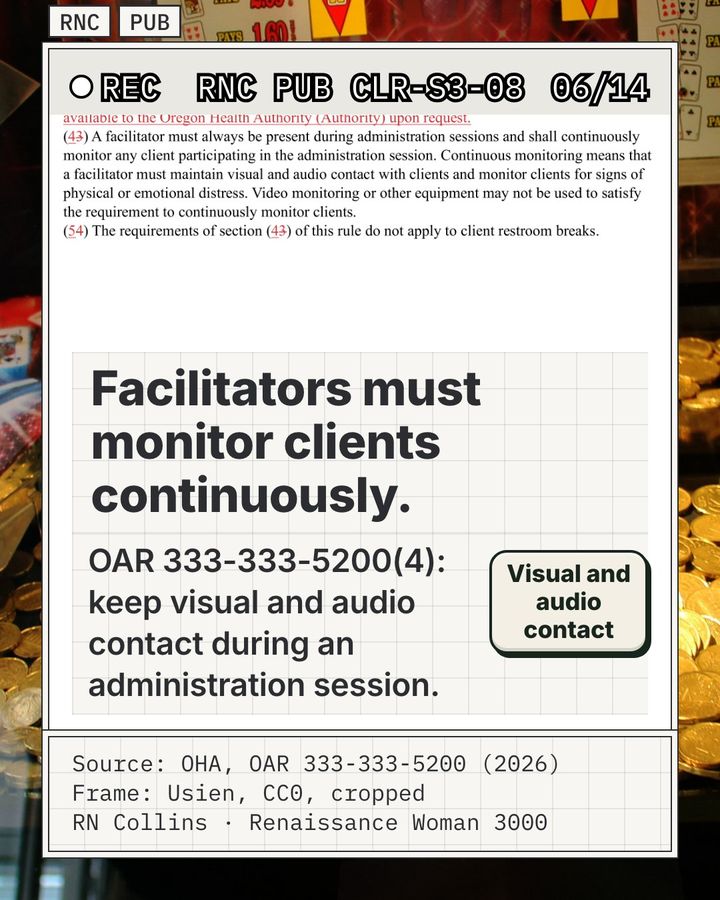 RNC PUB
REC RNC PUB CLR-S3-08 06/14
available to the Oregon Health Authority (Authority) upon request.
(43) A facilitator must always be present during administration sessions and shall continuously
monitor any client participating in the administration session. Continuous monitoring means that
a facilitator must maintain visual and audio contact with clients and monitor clients for signs of
physical or emotional distress. Video monitoring or other equipment may not be used to satisfy
the requirement to continuously monitor clients.
(54) The requirements of section (43) of this rule do not apply to client restroom breaks.
Facilitators must
monitor clients
continuously.
OAR 333-333-5200(4):
keep visual and audio
contact during an
administration session.
Visual and
audio
contact
Source: OHA, OAR 333-333-5200 (2026)
Frame: Usien, CC0, cropped
RN Collins · Renaissance Woman 3000
PAYS 1.60